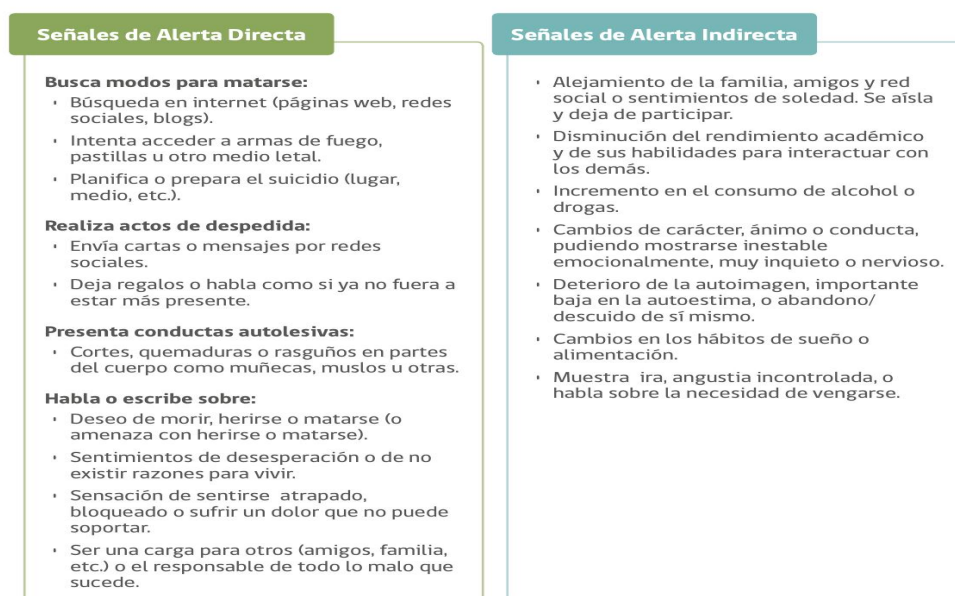 Señales de Alerta Directa
Busca modos para matarse:
· Búsqueda en internet (páginas web, redes
sociales, blogs).
· Intenta acceder a armas de fuego,
pastillas u otro medio letal.
· Planifica o prepara el suicidio (lugar,
medio, etc.).
Realiza actos de despedida:
· Envía cartas o mensajes por redes
sociales.
· Deja regalos o habla como si ya no fuera a
estar más presente.
Presenta conductas autolesivas:
· Cortes, quemaduras o rasguños en partes
del cuerpo como muñecas, muslos u otras.
Habla o escribe sobre:
· Deseo de morir, herirse o matarse (o
amenaza con herirse o matarse).
· Sentimientos de desesperación o de no
existir razones para vivir.
· Sensación de sentirse atrapado,
bloqueado o sufrir un dolor que no puede
soportar.
· Ser una carga para otros (amigos, familia,
etc.) o el responsable de todo lo malo que
sucede.
Señales de Alerta Indirecta
· Alejamiento de la familia, amigos y red
social o sentimientos de soledad. Se aísla
y deja de participar.
· Disminución del rendimiento académico
y de sus habilidades para interactuar con
los demás.
· Incremento en el consumo de alcohol o
drogas.
· Cambios de carácter, ánimo o conducta,
pudiendo mostrarse inestable
emocionalmente, muy inquieto o nervioso.
· Deterioro de la autoimagen, importante
baja en la autoestima, o abandono/
descuido de sí mismo.
· Cambios en los hábitos de sueño o
alimentación.
· Muestra ira, angustia incontrolada, o
habla sobre la necesidad de vengarse.